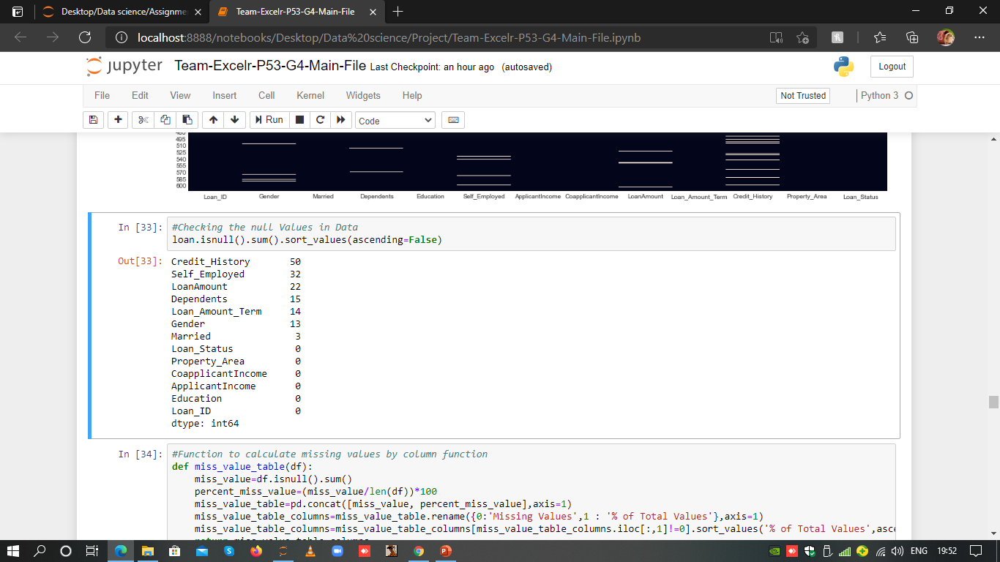 Desktop/Data science/Assignme
Team-Excelr-P53-G4-Main-File
localhost:8888/notebooks/Desktop/Data%20science/Project/Team-Excelr-P53-G4-Main-File.ipynb
jupyter Team-Excelr-P53-G4-Main-File Last Checkpoint: an hour ago (autosaved)
Logout
File Edit View Insert Cell Kernel Widgets Help
Not Trusted
Python 3
Run
Code
495
510
525
540
555
570
585
600
Loan_ID Gender Married Dependents Education Self_Employed ApplicantIncome CoapplicantIncome LoanAmount Loan_Amount_Term Credit_History Property_Area Loan_Status
In [33]: #Checking the null Values in Data
loan.isnull().sum().sort_values(ascending=False)
Out[33]: Credit_History 50
Self_Employed 32
LoanAmount 22
Dependents 15
Loan_Amount_Term 14
Gender 13
Married 3
Loan_Status 0
Property_Area 0
CoapplicantIncome 0
ApplicantIncome 0
Education 0
Loan_ID 0
dtype: int64
In [34]: #Function to calculate missing values by column function
def miss_value_table(df):
miss_value=df.isnull().sum()
percent_miss_value=(miss_value/len(df))*100
miss_value_table=pd.concat([miss_value, percent_miss_value],axis=1)
miss_value_table_columns=miss_value_table.rename({0:'Missing Values',1 : '% of Total Values'},axis=1)
miss_value_table_columns=miss_value_table_columns[miss_value_table_columns.iloc[:,1]!=0].sort_values('% of Total Values',asce
ENG 19:52